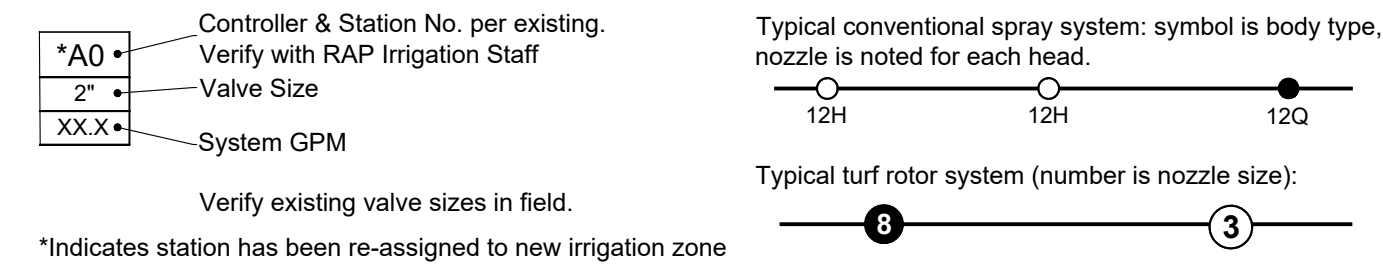 *A0
2"
XX.X
Controller & Station No. per existing.
Verify with RAP Irrigation Staff
Valve Size
System GPM
Verify existing valve sizes in field.
*Indicates station has been re-assigned to new irrigation zone
Typical conventional spray system: symbol is body type,
nozzle is noted for each head.
12H 12H 12Q
Typical turf rotor system (number is nozzle size):
8 3